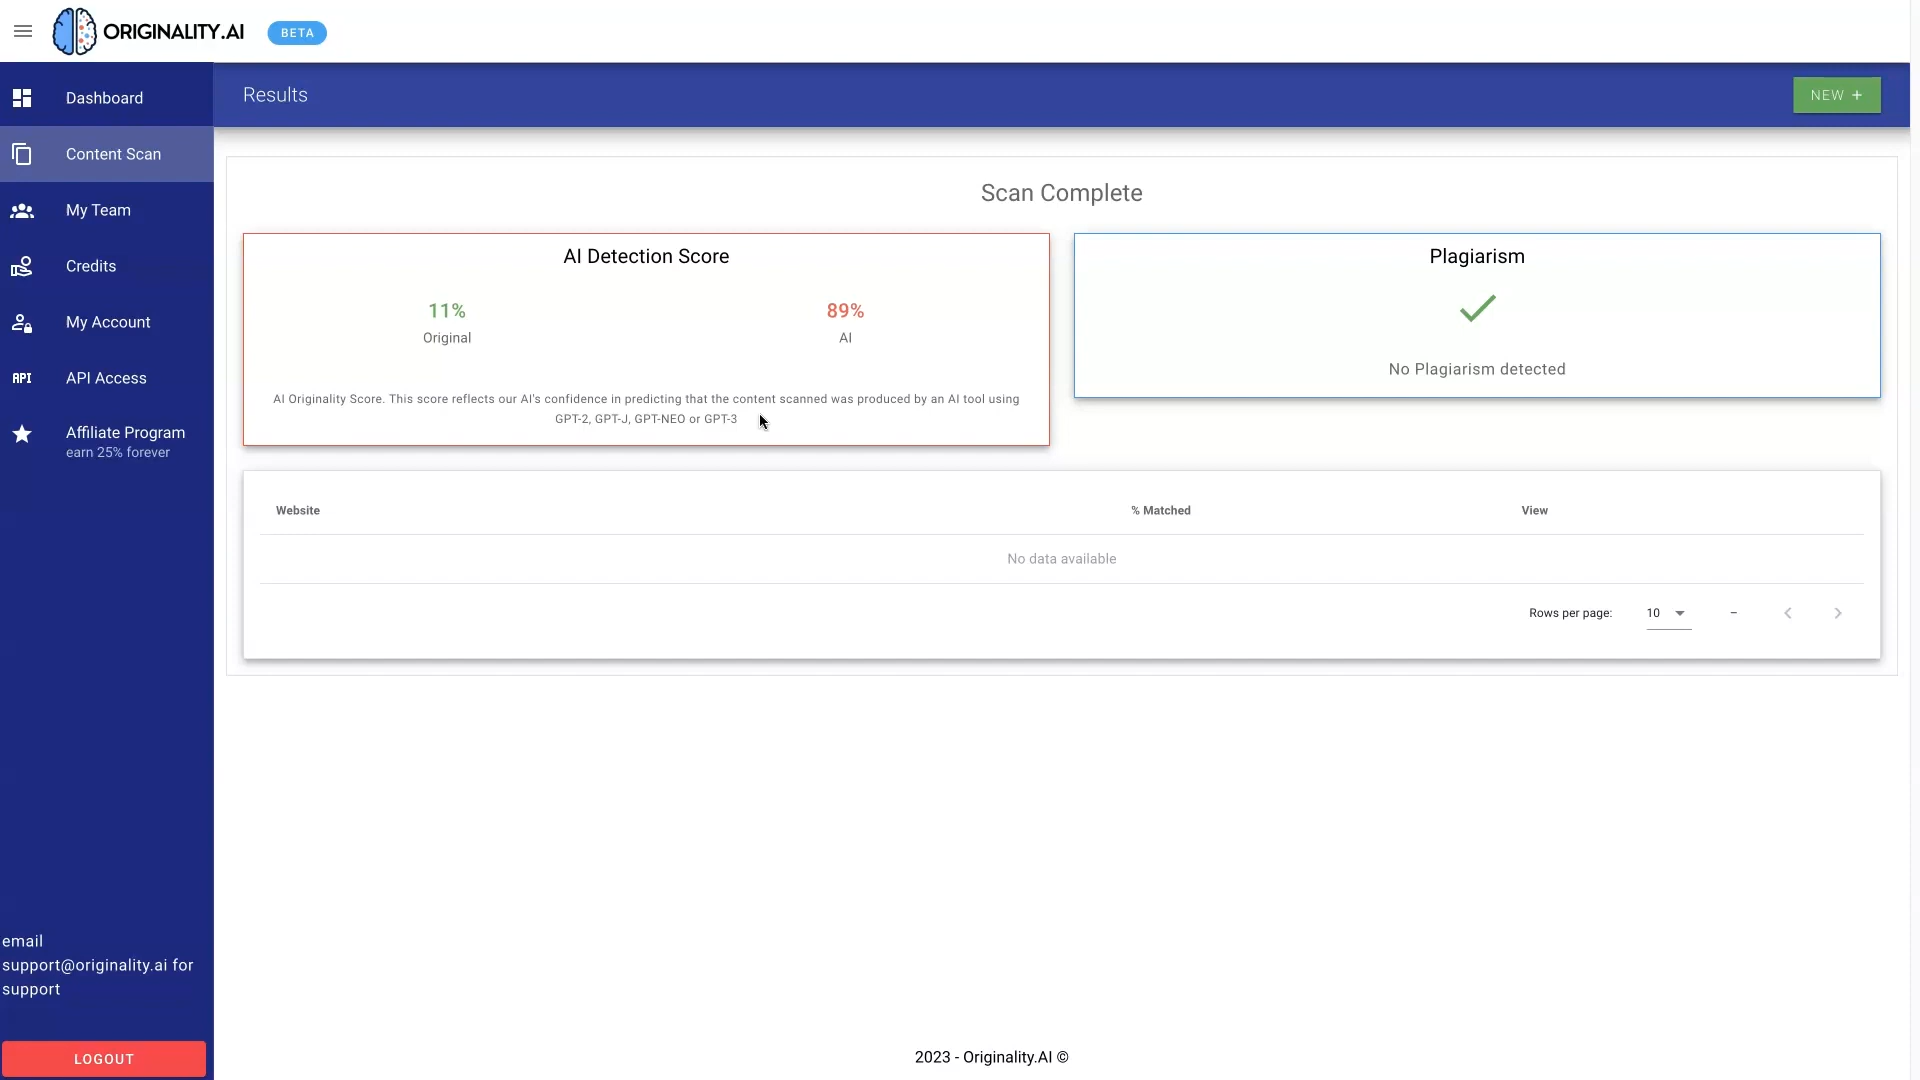 ORIGINALITY.AI
BETA
Dashboard
Content Scan
My Team
Credits
My Account
API
API Access
Affiliate Program
earn 25% forever
email
support@originality.ai for
support
LOGOUT
Results
NEW +
Scan Complete
AI Detection Score
11%
Original
89%
AI
AI Originality Score. This score reflects our AI's confidence in predicting that the content scanned was produced by an AI tool using
GPT-2, GPT-J, GPT-NEO or GPT-3
Plagiarism
No Plagiarism detected
Website % Matched View
No data available
Rows per page: 10 –
2023 - Originality.AI ©